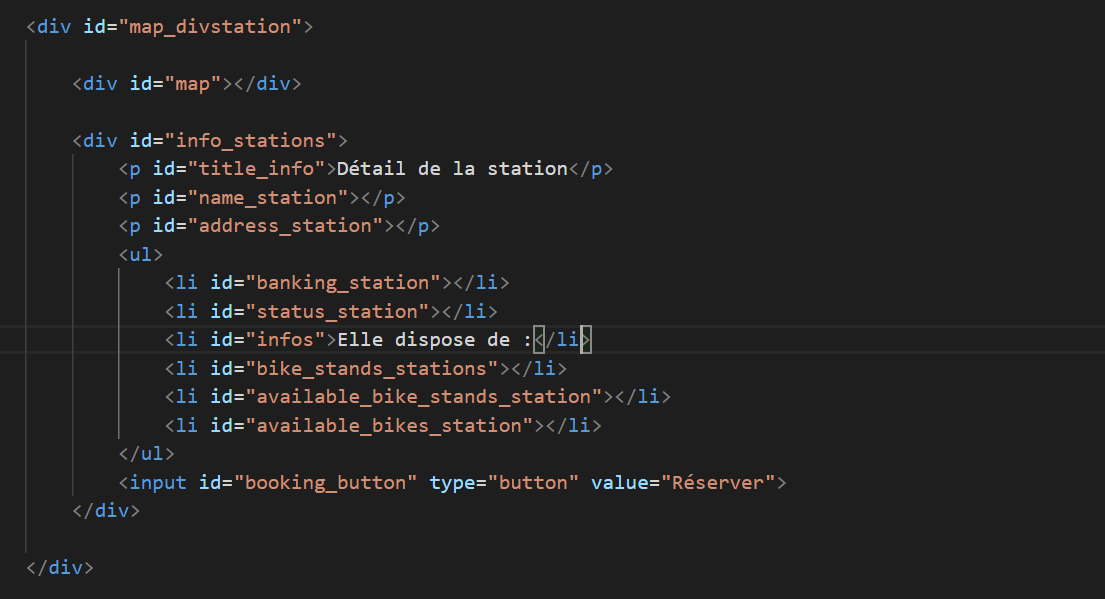 <div id="map_divstation">
<div id="map"></div>
<div id="info_stations">
<p id="title_info">Détail de la station</p>
<p id="name_station"></p>
<p id="address_station"></p>
<ul>
<li id="banking_station"></li>
<li id="status_station"></li>
<li id="infos">Elle dispose de :</li>
<li id="bike_stands_stations"></li>
<li id="available_bike_stands_station"></li>
<li id="available_bikes_station"></li>
</ul>
<input id="booking_button" type="button" value="Réserver">
</div>
</div>